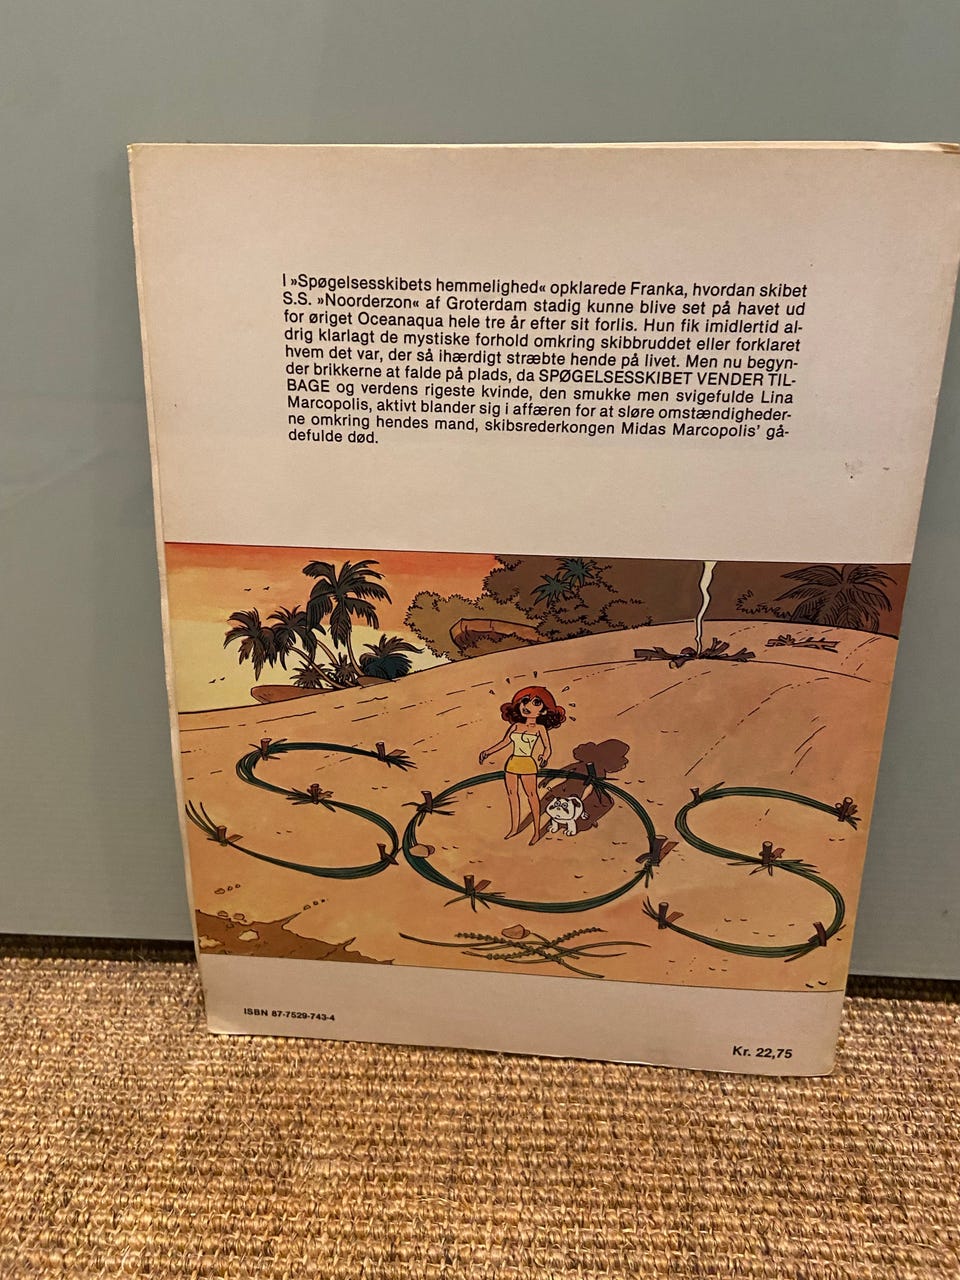 I »Spøgelsesskibets hemmelighed« opklarede Franka, hvordan skibet
S.S. »Noorderzon« af Groterdam stadig kunne blive set på havet ud
for øriget Oceanaqua hele tre år efter sit forlis. Hun fik imidlertid al-
drig klarlagt de mystiske forhold omkring skibbruddet eller forklaret
hvem det var, der så ihærdigt stræbte hende på livet. Men nu begyn-
der brikkerne at falde på plads, da SPØGELSESSKIBET VENDER TIL-
BAGE og verdens rigeste kvinde, den smukke men svigefulde Lina
Marcopolis, aktivt blander sig i affæren for at sløre omstændigheder-
ne omkring hendes mand, skibsrederkongen Midas Marcopolis' gå-
defulde død.
SOS
ISBN 87-7529-743-4
Kr. 22,75